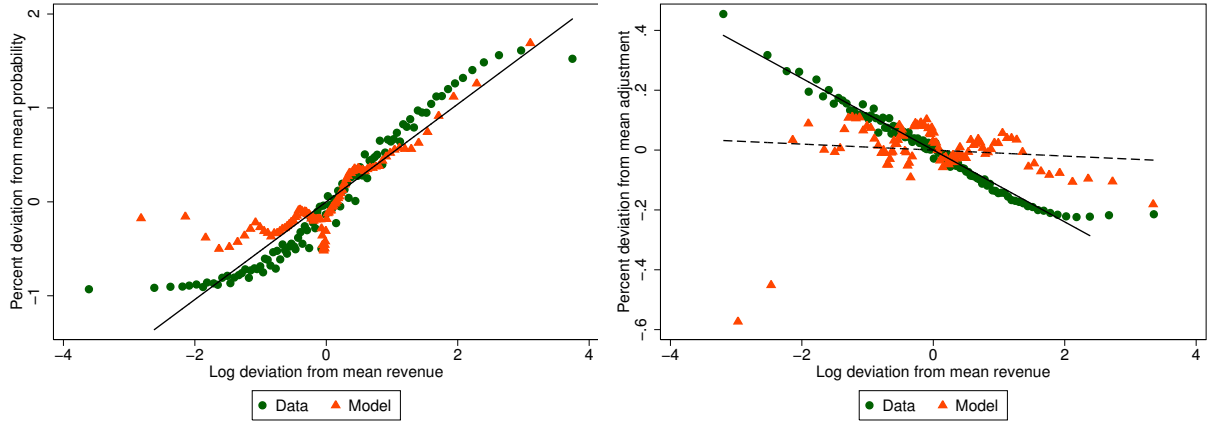 Percent deviation from mean probability
2
1
0
−1
−4
−2
0
2
4
Log deviation from mean revenue
Data
Model
Percent deviation from mean adjustment
.4
.2
0
−.2
−.4
−.6
−4
−2
0
2
4
Log deviation from mean revenue
Data
Model